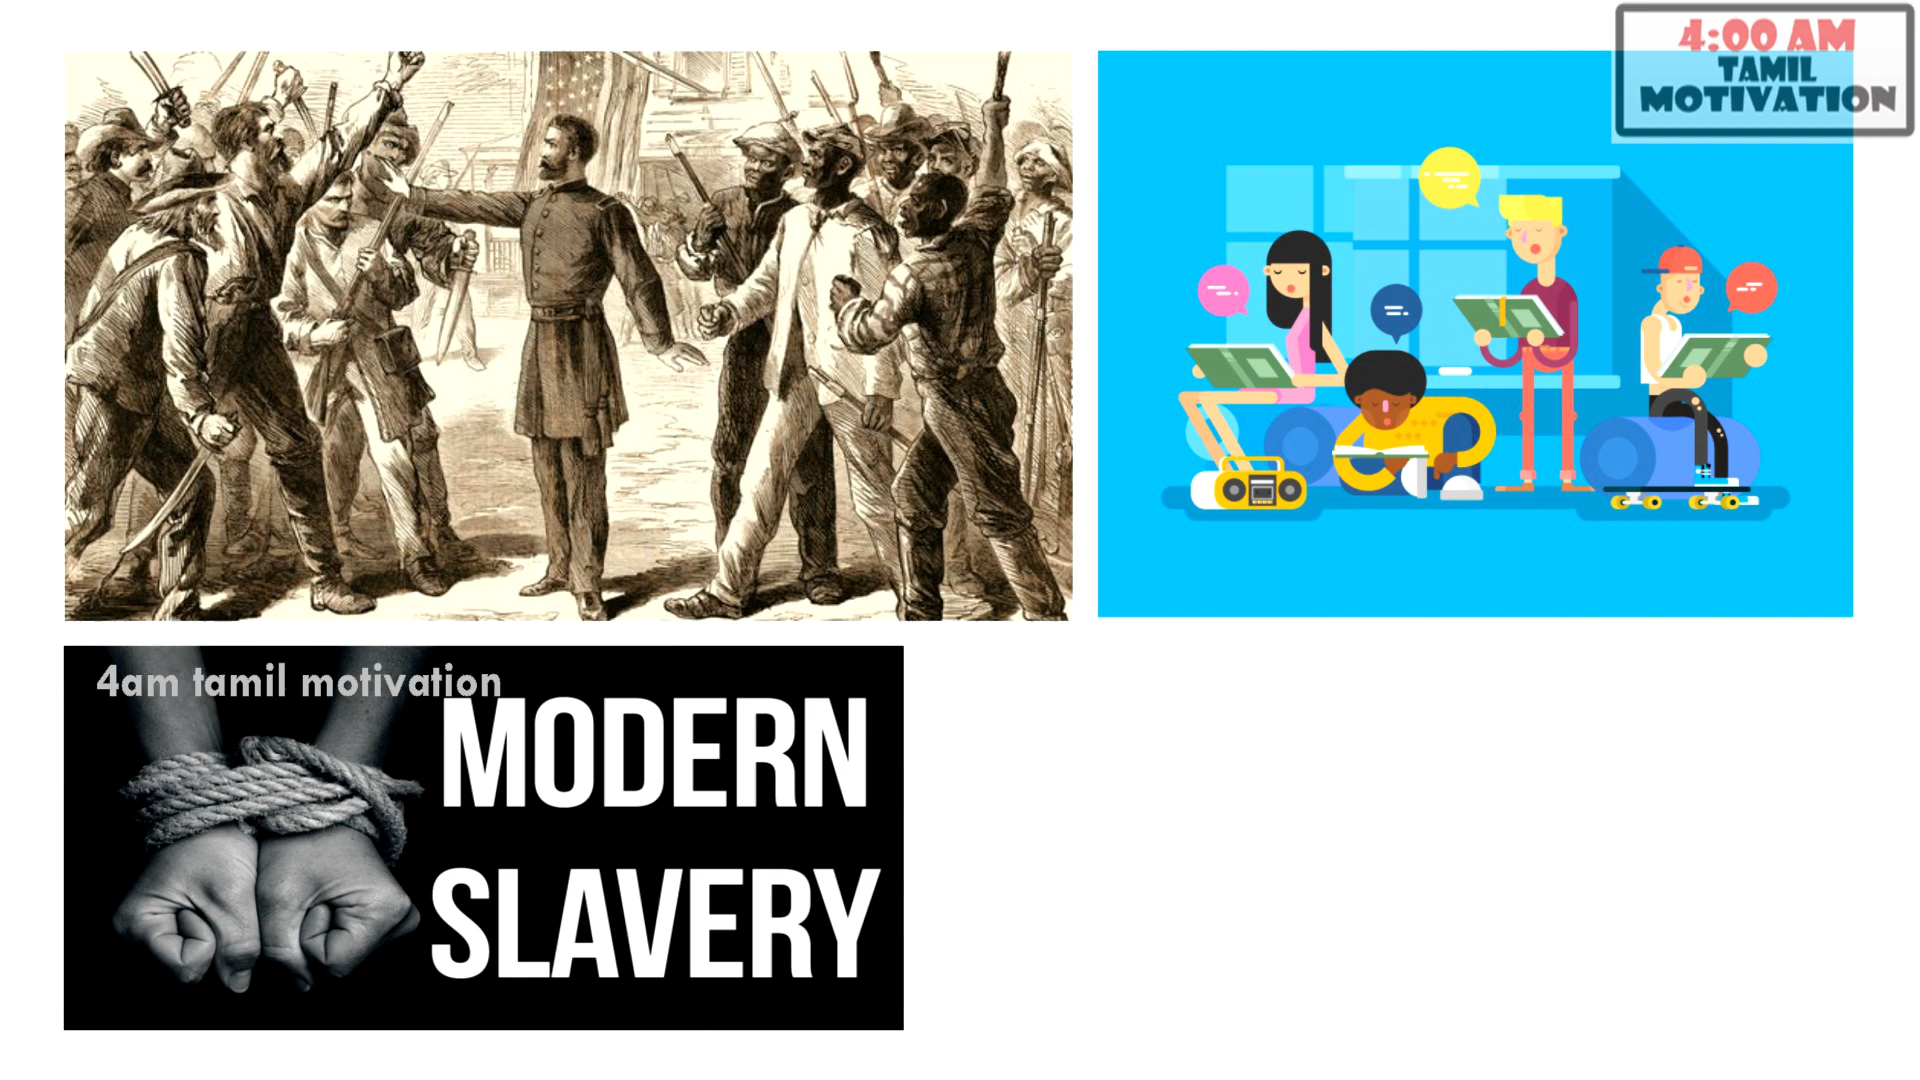 4:00 AM
TAMIL
MOTIVATION
4am tamil motivation
MODERN
SLAVERY